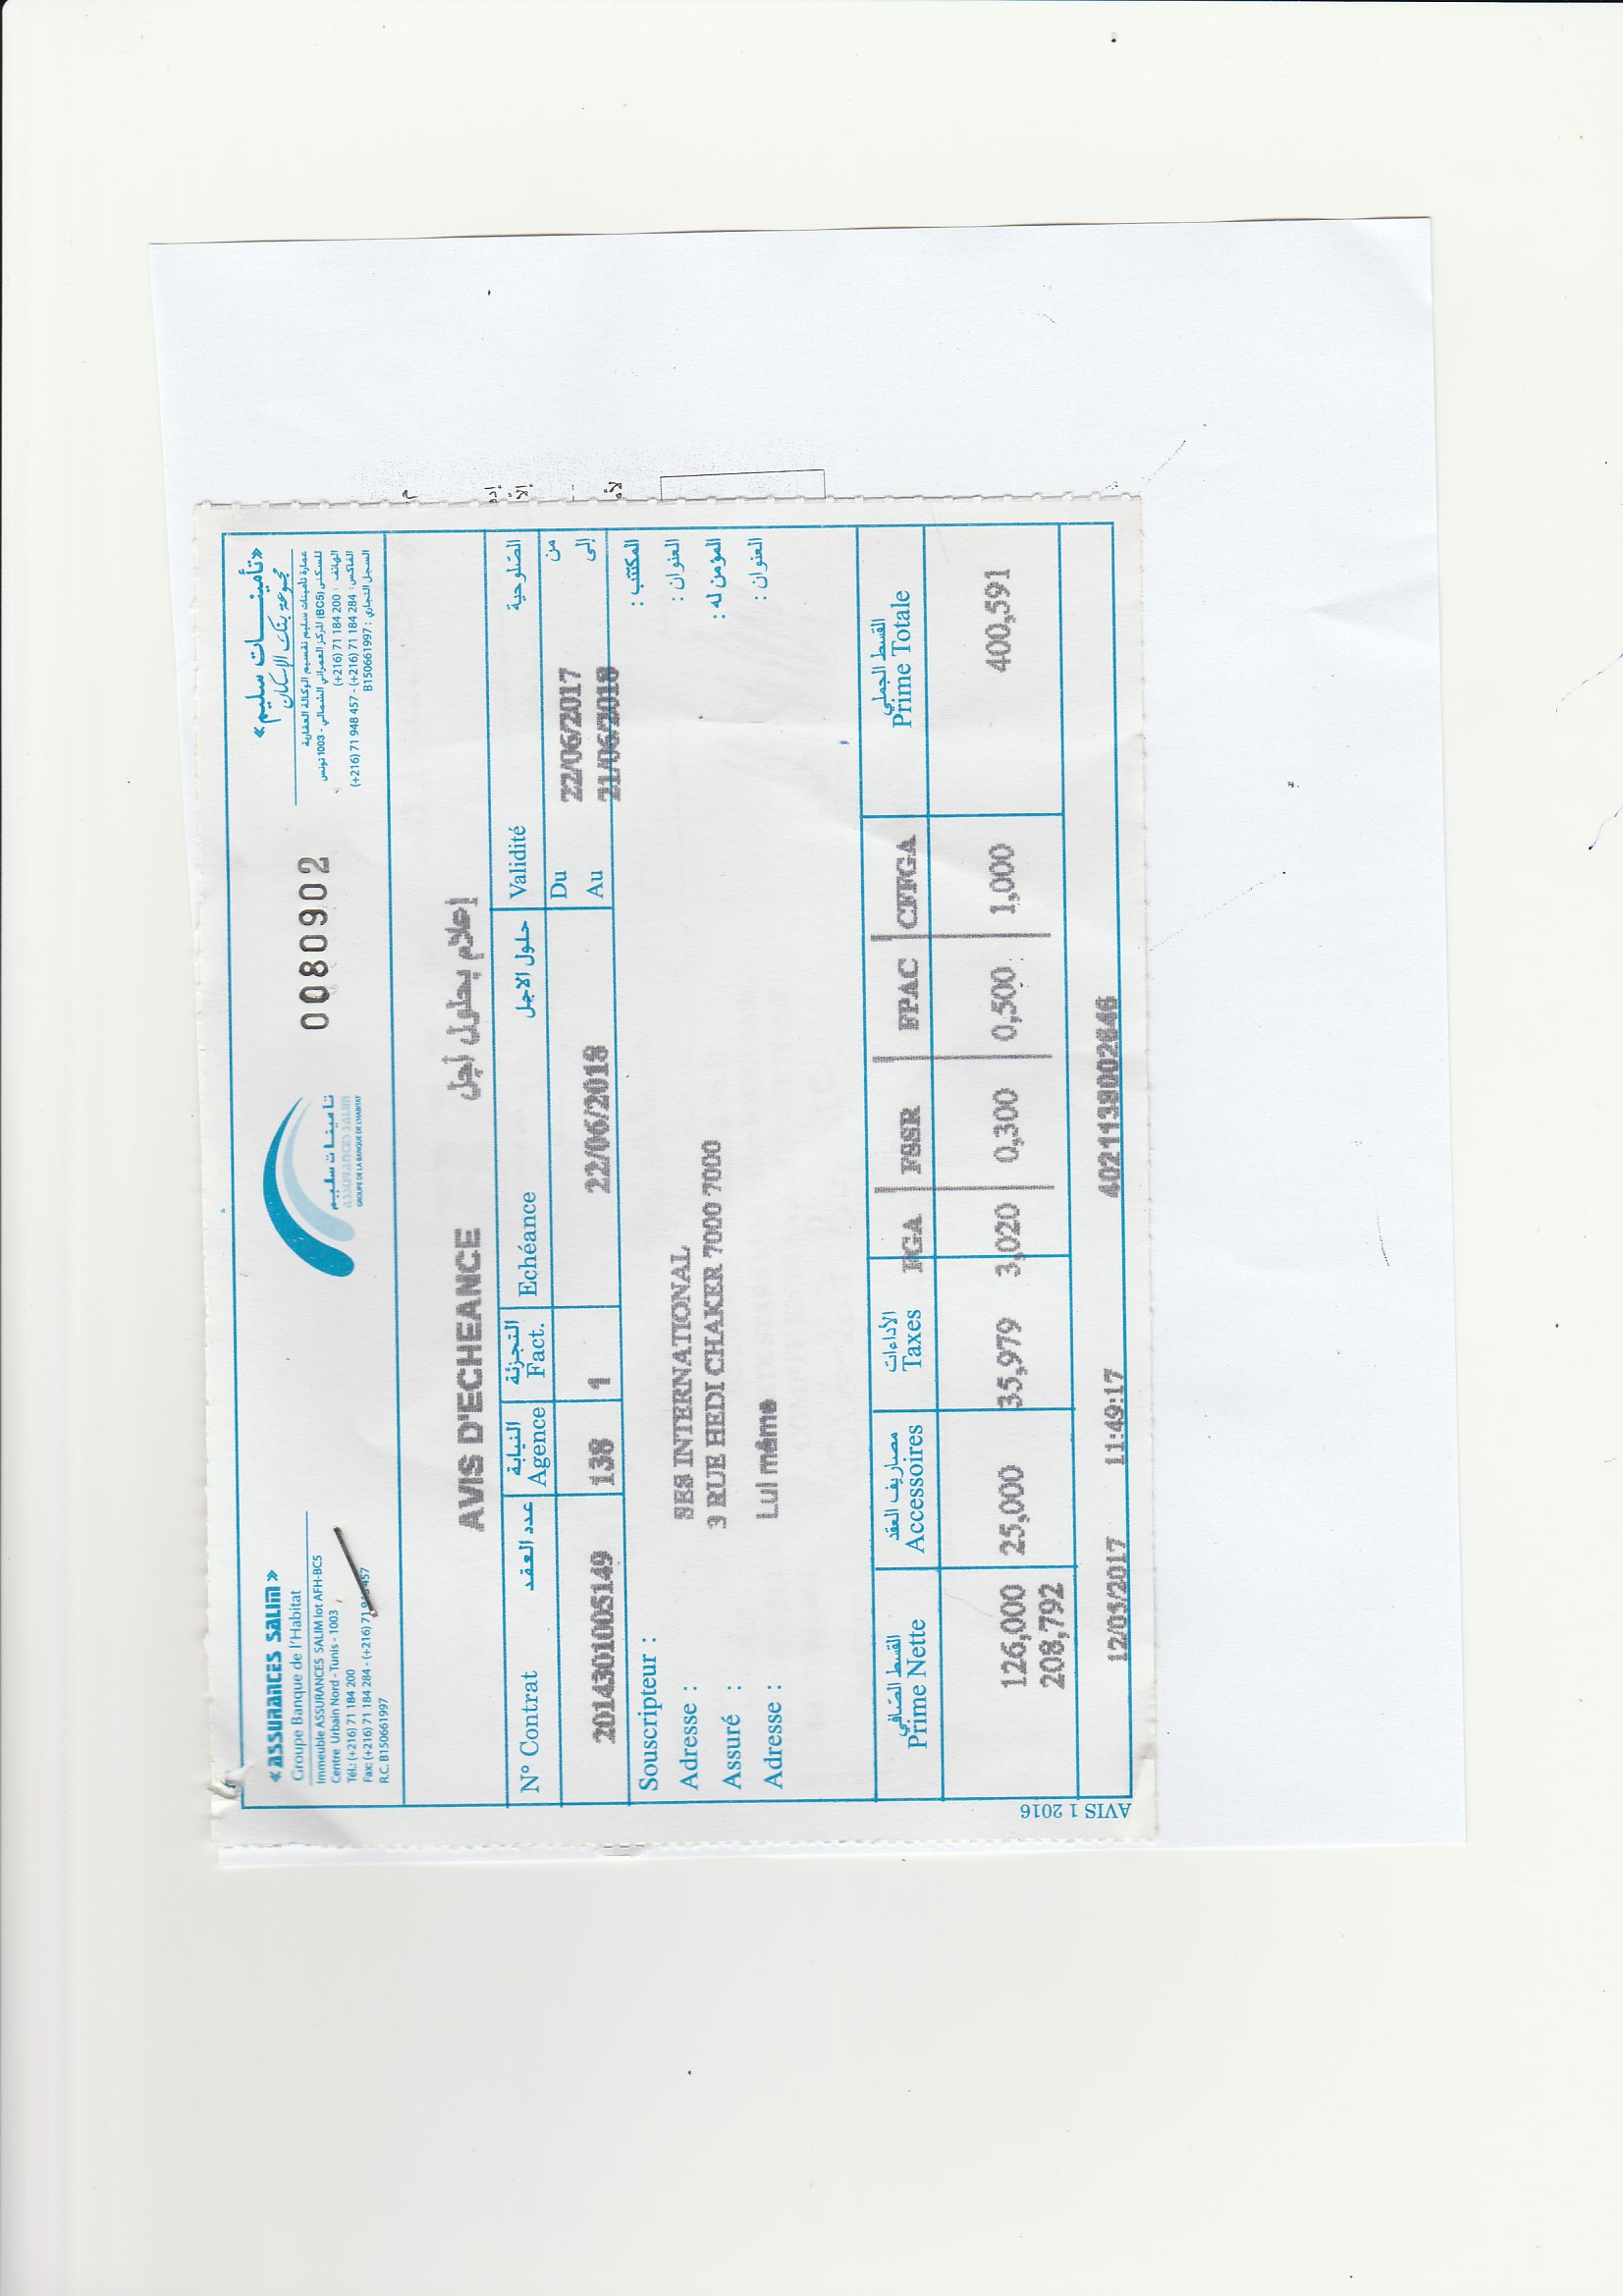 « ASSURANCES SALIM »
Groupe Banque de l'Habitat
Immeuble ASSURANCES SALIM lot AFH-BC5
Centre Urbain Nord - Tunis - 1003
Tél.: (+216) 71 184 200
Fax: (+216) 71 184 284 - (+216) 71 948 457
R.C. B150661997
تامينات سليم
ASSURANCES SALIM
GROUPE DE LA BANQUE DE L'HABITAT
0080902
«تأمينات سليم»
مجموعة بنك الإسكان
عمارة تأمينات سليم تقسيم الوكالة العقارية
للسكنى (BC5) المركز العمراني الشمالي - 1003 تونس
الهاتف : 200 184 71 (216+)
الفاكس : 284 184 71 (216+) - 457 948 71 (216+)
السجل التجاري : B150661997
AVIS D'ECHEANCE إعلام بحلول أجل
N° Contrat عدد العقد النيابة Agence التجزئة Fact. Echéance حلول الاجل Validité الصلوحية
2014301005149 138 1 22/06/2018 Du 22/06/2017 من
Au 21/06/2018 إلى
Souscripteur : المكتتب :
SES INTERNATIONAL
Adresse : 3 RUE HEDI CHAKER 7000 7000 العنوان :
Assuré : المؤمن له :
Lui même
Adresse : العنوان :
القسط الصافي مصاريف العقد الأداءات القسط الجملي
Prime Nette Accessoires Taxes FGA FSSR FPAC CFFGA Prime Totale
126,000 25,000 35,979 3,020 0,300 0,500 1,000 400,591
208,792
11:49:17 4021138002646
AVIS 1 2016